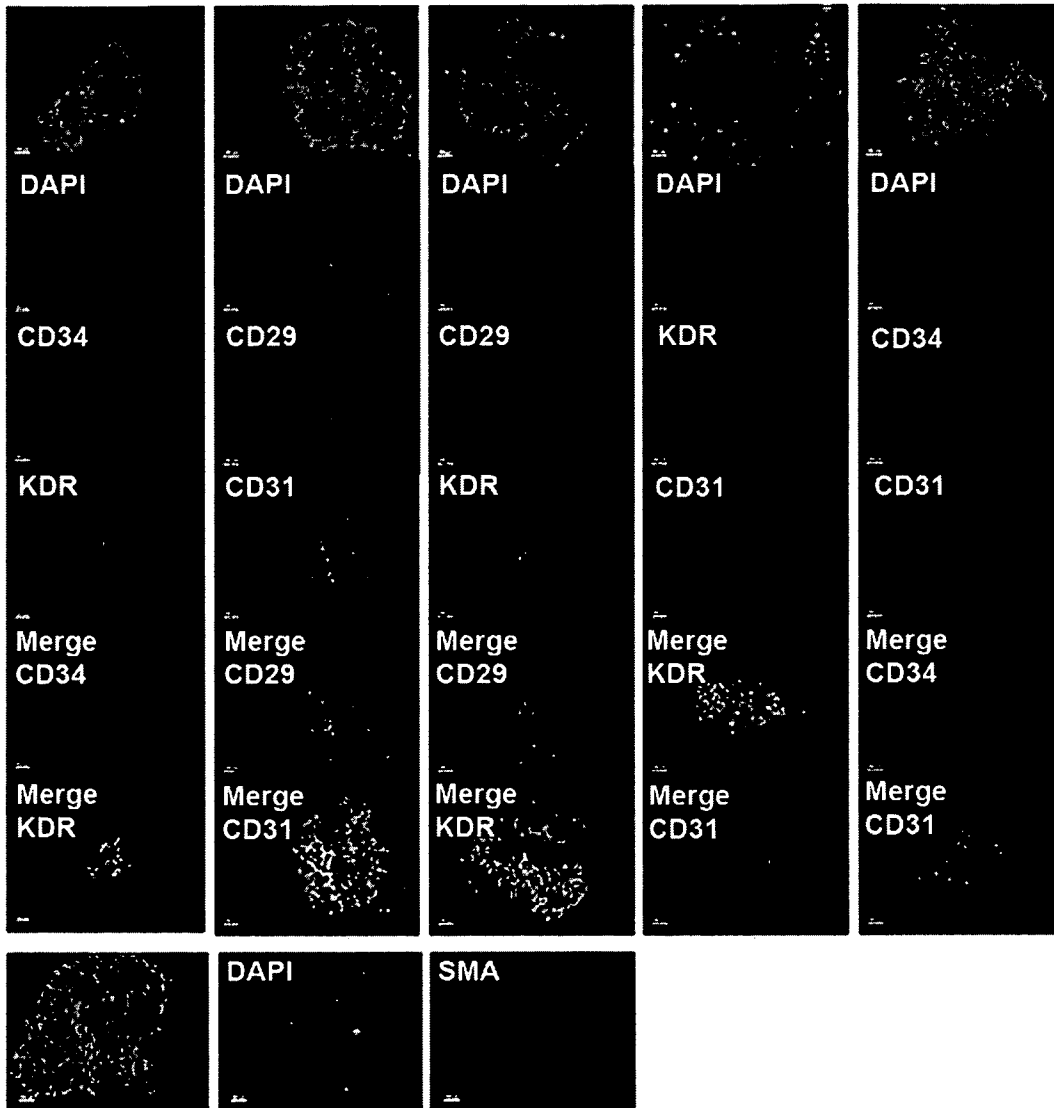 DAPI DAPI DAPI DAPI DAPI
CD34 CD29 CD29 KDR CD34
KDR CD31 KDR CD31 CD31
Merge Merge Merge Merge Merge
CD34 CD29 CD29 KDR CD34
Merge Merge Merge Merge Merge
KDR CD31 KDR CD31 CD31
DAPI SMA